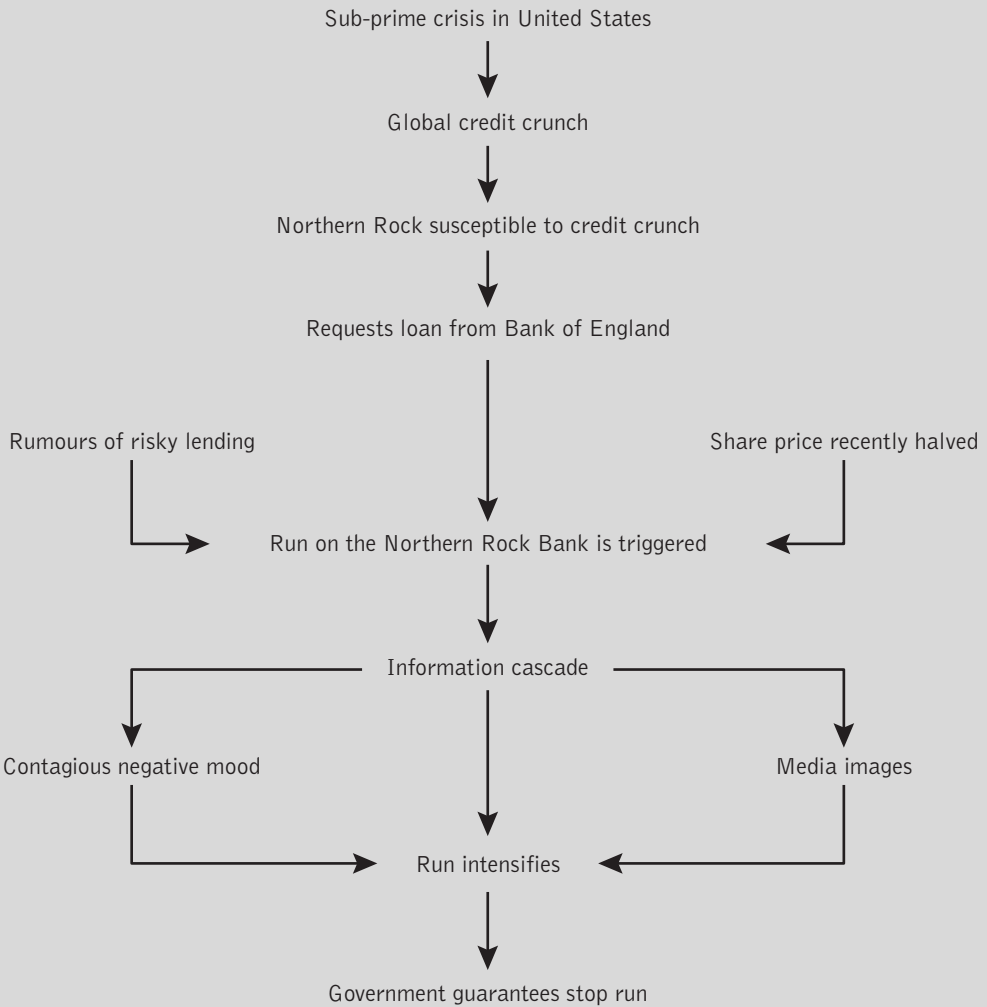 Sub-prime crisis in United States
Global credit crunch
Northern Rock susceptible to credit crunch
Requests loan from Bank of England
Rumours of risky lending
Share price recently halved
Run on the Northern Rock Bank is triggered
Information cascade
Contagious negative mood
Media images
Run intensifies
Government guarantees stop run